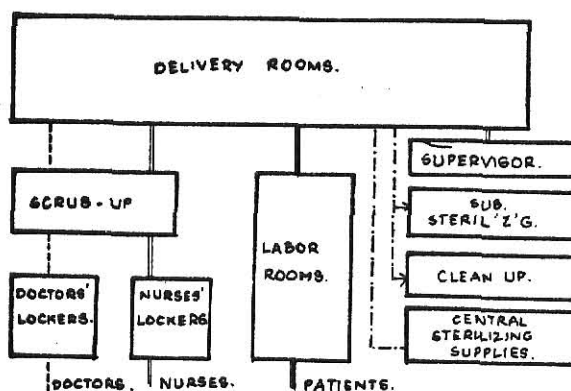 DELIVERY ROOMS.
SUPERVISOR.
SCRUB-UP
SUB.
STERIL'Z'G.
LABOR
ROOMS.
CLEAN UP.
DOCTORS'
LOCKERS.
NURSES'
LOCKERS.
CENTRAL
STERILIZING
SUPPLIES.
DOCTORS.
NURSES.
PATIENTS.